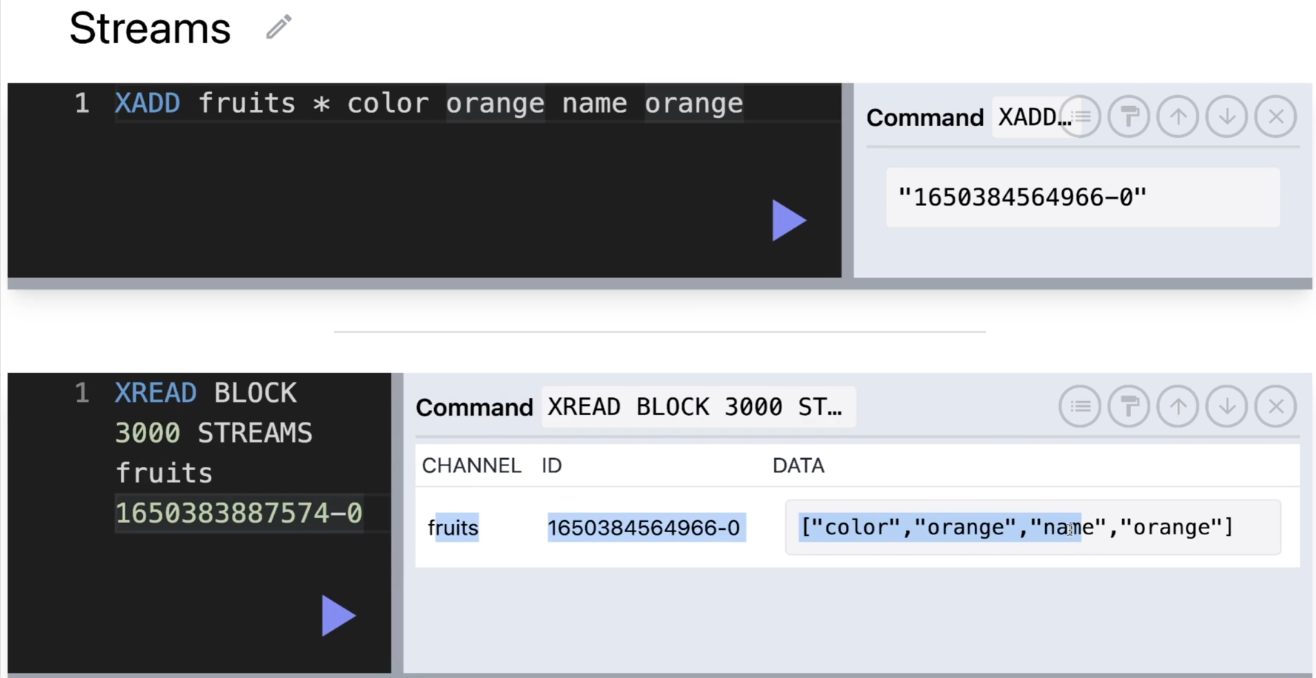 Streams
1 XADD fruits * color orange name orange
Command XADD…
"1650384564966-0"
1 XREAD BLOCK
3000 STREAMS
fruits
1650383887574-0
Command XREAD BLOCK 3000 ST…
CHANNEL ID DATA
fruits 1650384564966-0 ["color","orange","name","orange"]